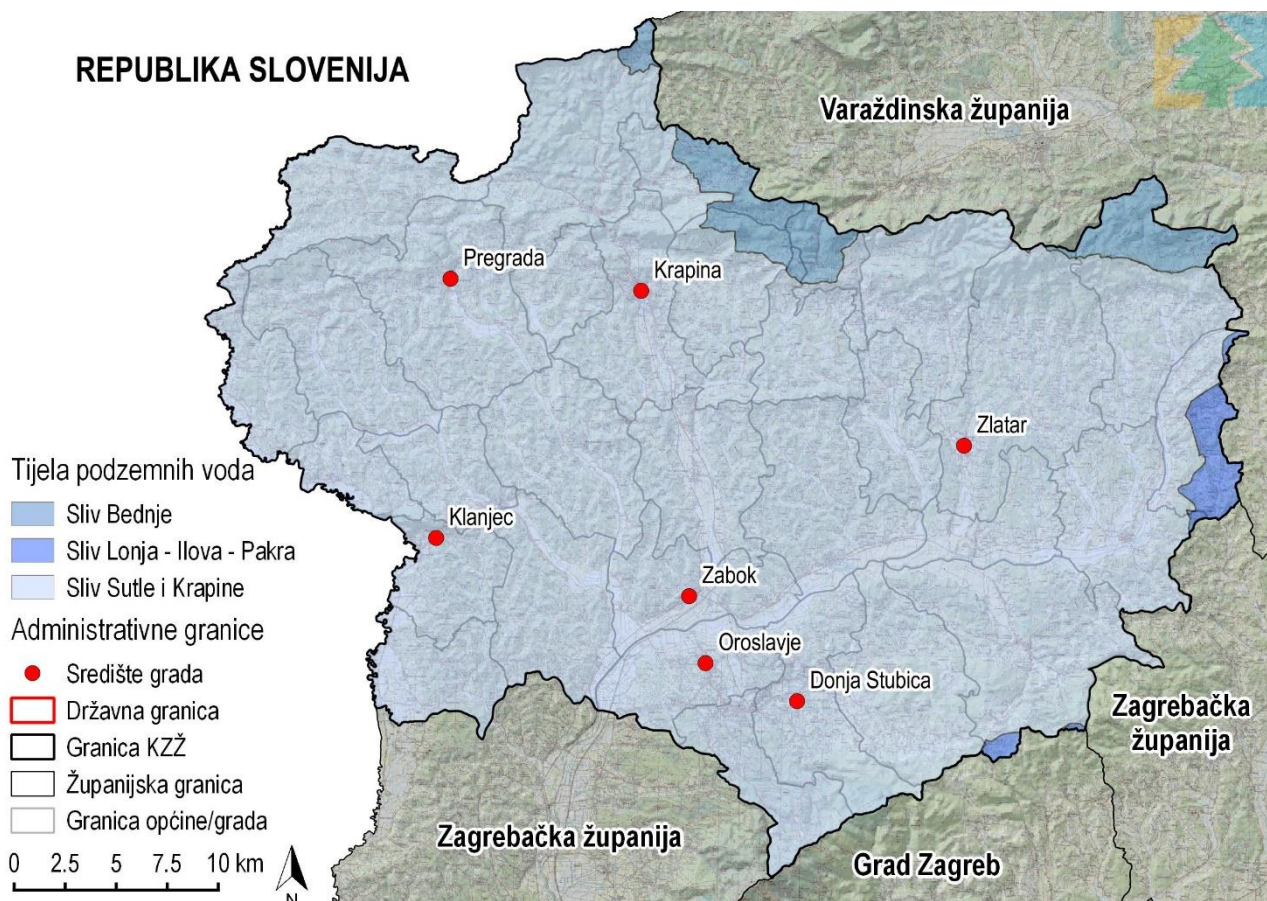 REPUBLIKA SLOVENIJA
Varaždinska županija
Pregrada
Krapina
Zlatar
Klanjec
Zabok
Oroslavje
Donja Stubica
Zagrebačka
županija
Zagrebačka županija
Grad Zagreb
Tijela podzemnih voda
Sliv Bednje
Sliv Lonja - Ilova - Pakra
Sliv Sutle i Krapine
Administrativne granice
Središte grada
Državna granica
Granica KZŽ
Županijska granica
Granica općine/grada
0 2.5 5 7.5 10 km
N